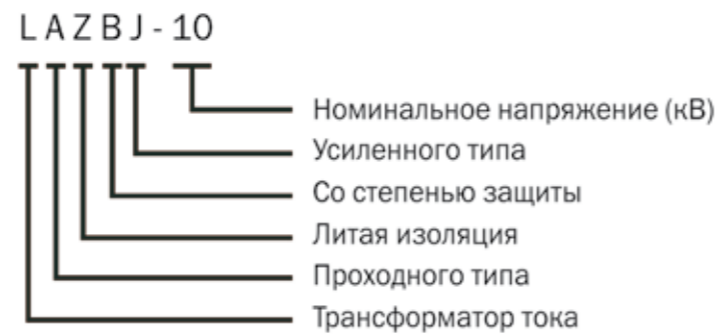 LAZBJ-10
Номинальное напряжение (кВ)
Усиленного типа
Со степенью защиты
Литая изоляция
Проходного типа
Трансформатор тока